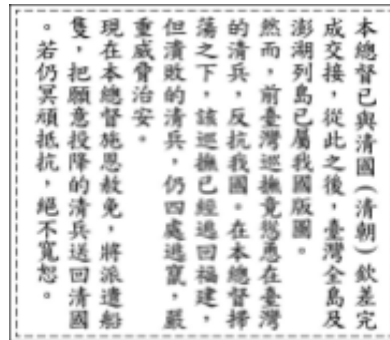 本總督已與清國(清朝)欽差完
成交接，從此之後，臺灣全島及
澎湖列島已屬我國版圖。
然而，前臺灣巡撫竟慫恿在臺灣
的清兵，反抗我國。在本總督掃
蕩之下，該巡撫已經逃回福建，
但潰敗的清兵，仍四處逃竄，嚴
重威脅治安。
現在本總督施恩赦免，將派遣船
隻，把願意投降的清兵送回清國
。若仍冥頑抵抗，絕不寬恕。